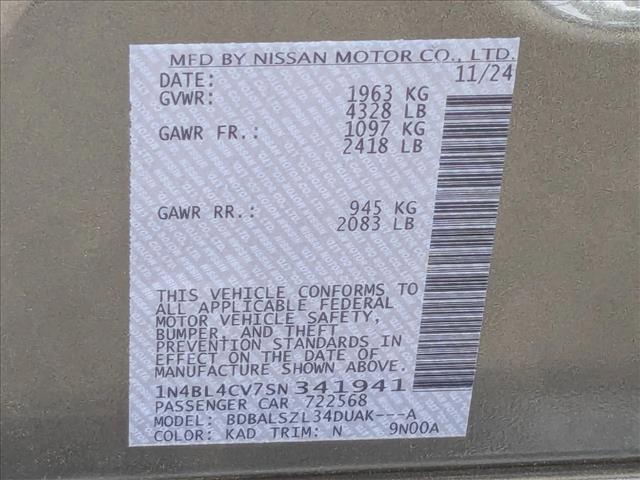 MFD BY NISSAN MOTOR CO., LTD.
DATE: 11/24
GVWR: 1963 KG
4328 LB
GAWR FR.: 1097 KG
2418 LB
GAWR RR.: 945 KG
2083 LB
THIS VEHICLE CONFORMS TO
ALL APPLICABLE FEDERAL
MOTOR VEHICLE SAFETY,
BUMPER, AND THEFT
PREVENTION STANDARDS IN
EFFECT ON THE DATE OF
MANUFACTURE SHOWN ABOVE.
1N4BL4CV7SN341941
PASSENGER CAR 722568
MODEL: BDBALSZL34DUAK---A
COLOR: KAD TRIM: N 9N00A